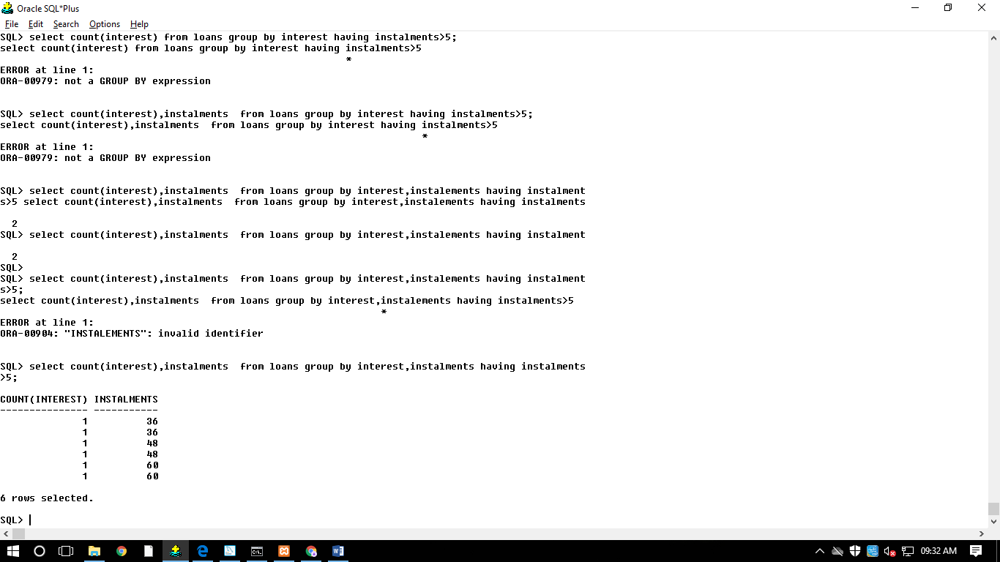 Oracle SQL*Plus
File Edit Search Options Help
SQL> select count(interest) from loans group by interest having instalments>5;
select count(interest) from loans group by interest having instalments>5
*
ERROR at line 1:
ORA-00979: not a GROUP BY expression
SQL> select count(interest),instalments  from loans group by interest having instalments>5;
select count(interest),instalments  from loans group by interest having instalments>5
*
ERROR at line 1:
ORA-00979: not a GROUP BY expression
SQL> select count(interest),instalments  from loans group by interest,instalements having instalment
s>5 select count(interest),instalments  from loans group by interest,instalements having instalments
2
SQL> select count(interest),instalments  from loans group by interest,instalements having instalment
2
SQL>
SQL> select count(interest),instalments  from loans group by interest,instalements having instalment
s>5;
select count(interest),instalments  from loans group by interest,instalements having instalments>5
*
ERROR at line 1:
ORA-00904: "INSTALEMENTS": invalid identifier
SQL> select count(interest),instalments  from loans group by interest,instalments having instalments
>5;
COUNT(INTEREST) INSTALMENTS
--------------- -----------
1 36
1 36
1 48
1 48
1 60
1 60
6 rows selected.
SQL>
09:32 AM